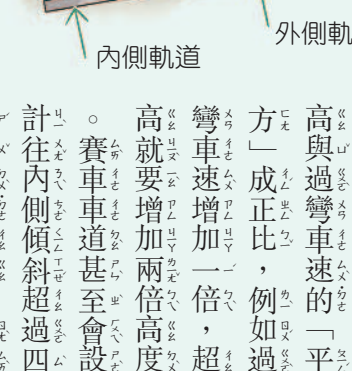 外側軌
內側軌道
高與過彎車速的「平
方」成正比，例如過
彎車速增加一倍，超
高就要增加兩倍高度
。賽車車道甚至會設
計往內側傾斜超過四